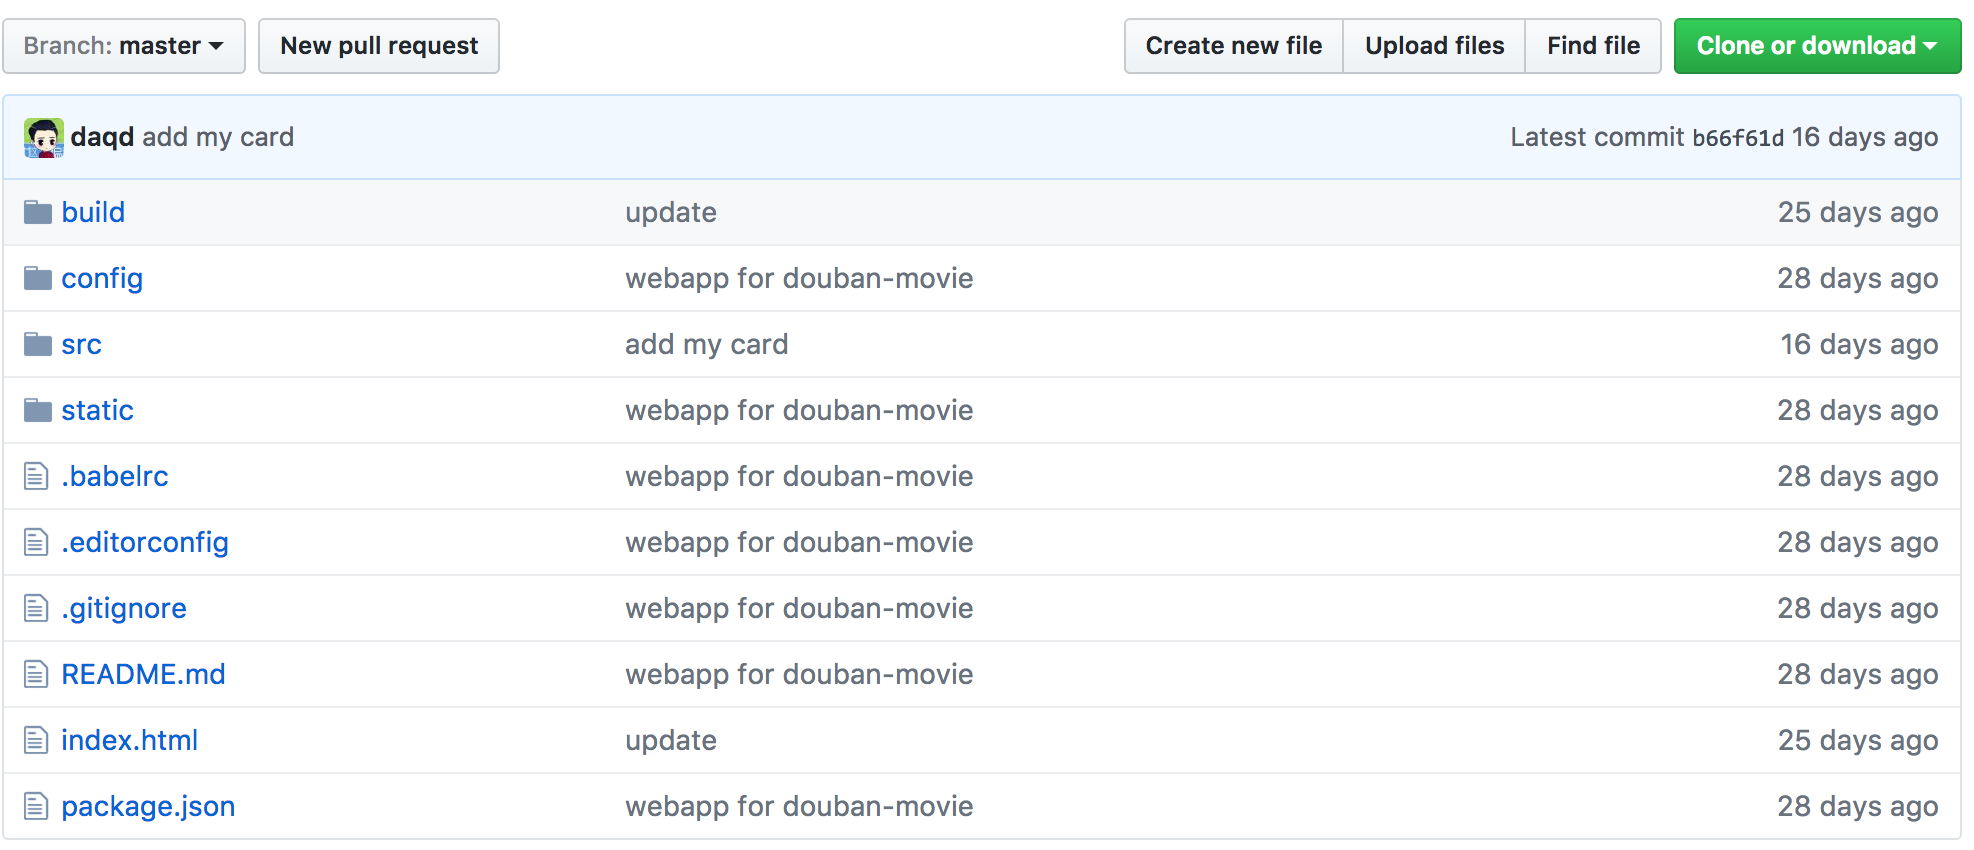 Branch: master New pull request Create new file Upload files Find file Clone or download
daqd add my card Latest commit b66f61d 16 days ago
build update 25 days ago
config webapp for douban-movie 28 days ago
src add my card 16 days ago
static webapp for douban-movie 28 days ago
.babelrc webapp for douban-movie 28 days ago
.editorconfig webapp for douban-movie 28 days ago
.gitignore webapp for douban-movie 28 days ago
README.md webapp for douban-movie 28 days ago
index.html update 25 days ago
package.json webapp for douban-movie 28 days ago